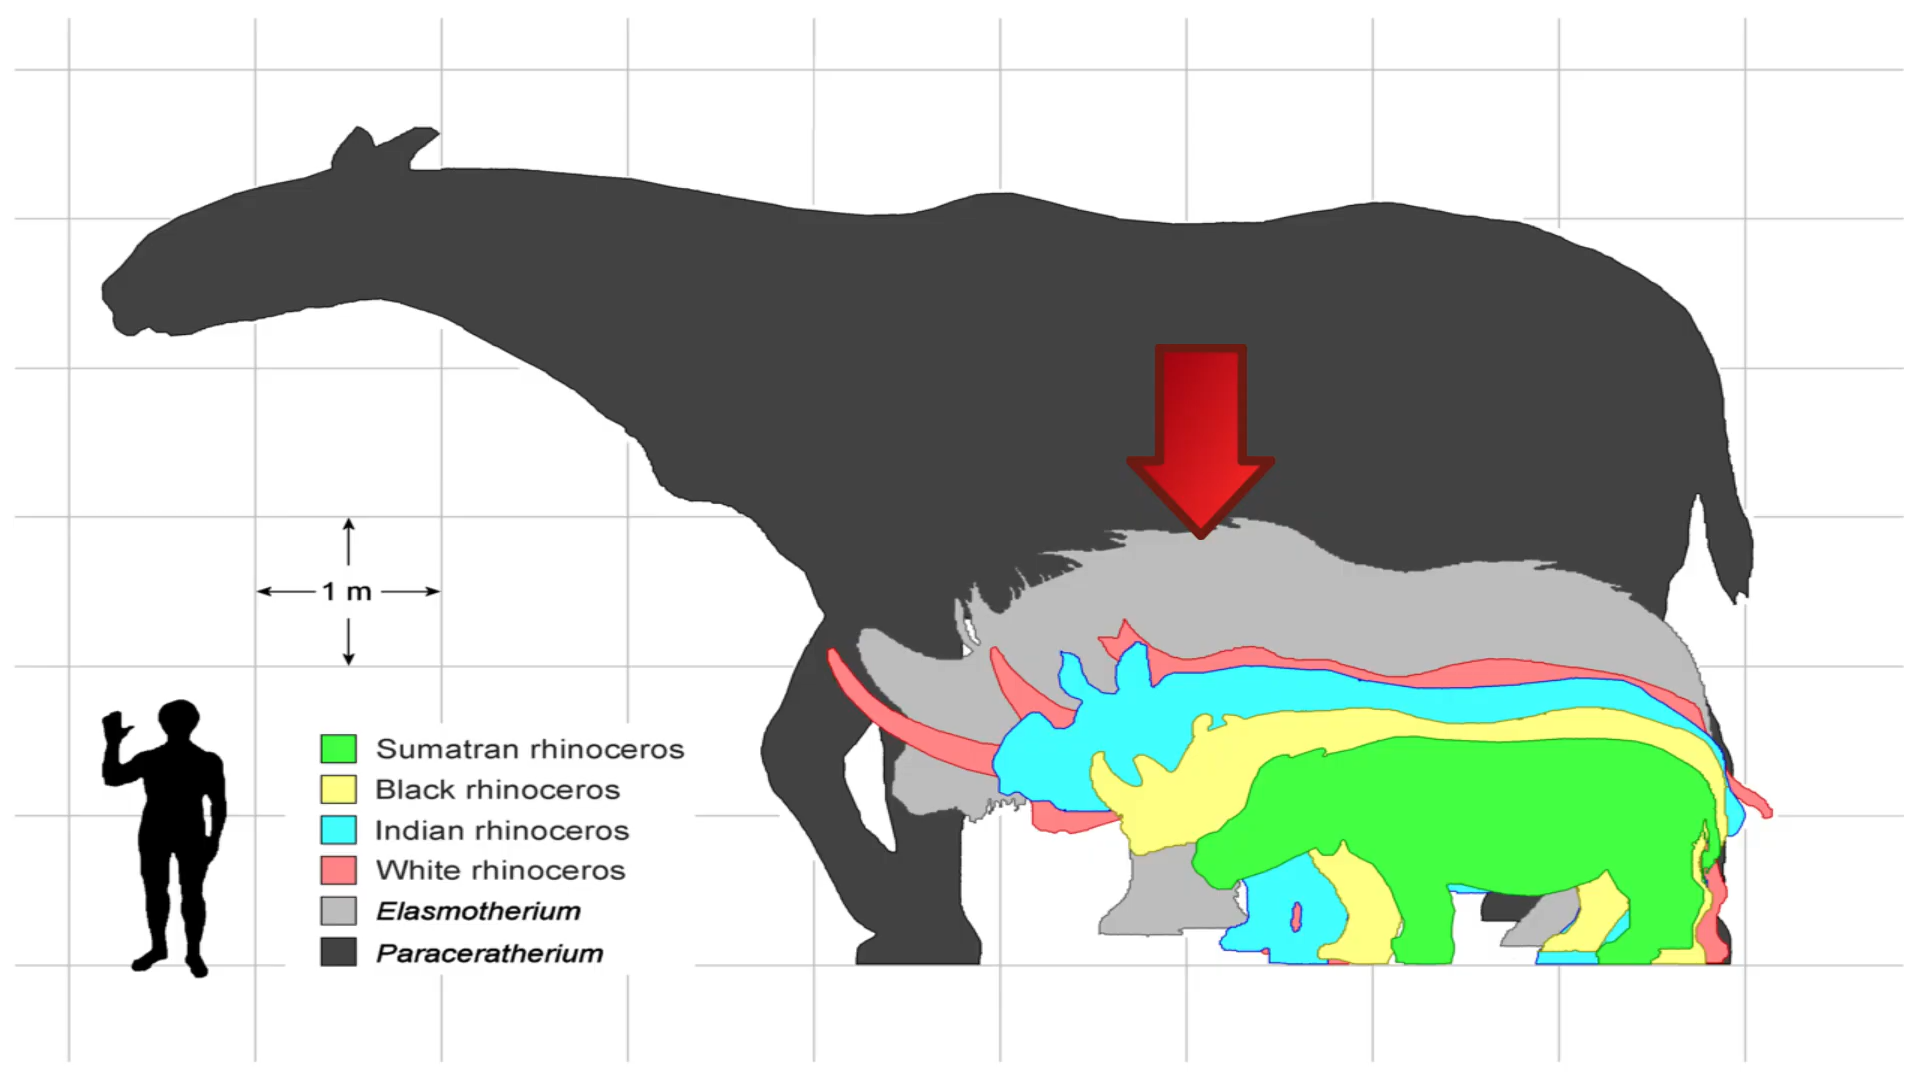 1 m
Sumatran rhinoceros
Black rhinoceros
Indian rhinoceros
White rhinoceros
Elasmotherium
Paraceratherium